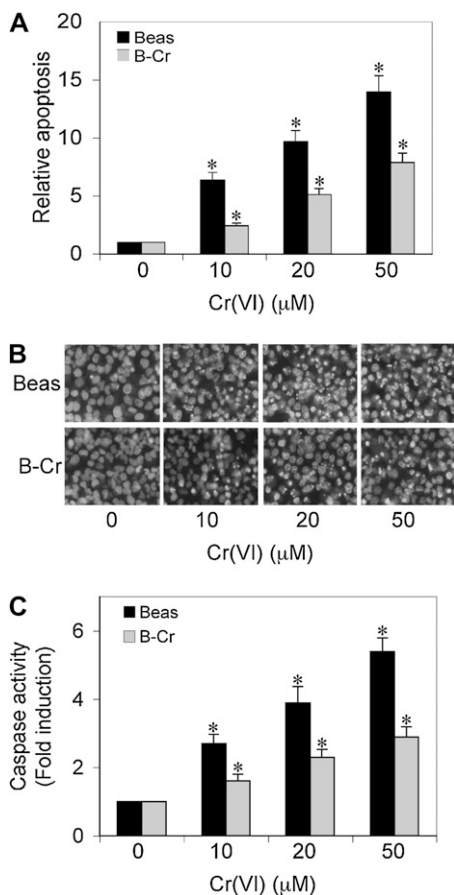 A
20
15
10
5
0
Relative apoptosis
Beas
B-Cr
*
*
*
*
*
*
0 10 20 50
Cr(VI) (μM)
B
Beas
B-Cr
0 10 20 50
Cr(VI) (μM)
C
6
4
2
0
Caspase activity
(Fold induction)
Beas
B-Cr
*
*
*
*
*
*
0 10 20 50
Cr(VI) (μM)